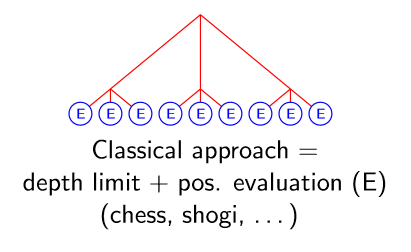 E E E E E E E E E
Classical approach =
depth limit + pos. evaluation (E)
(chess, shogi, ...)